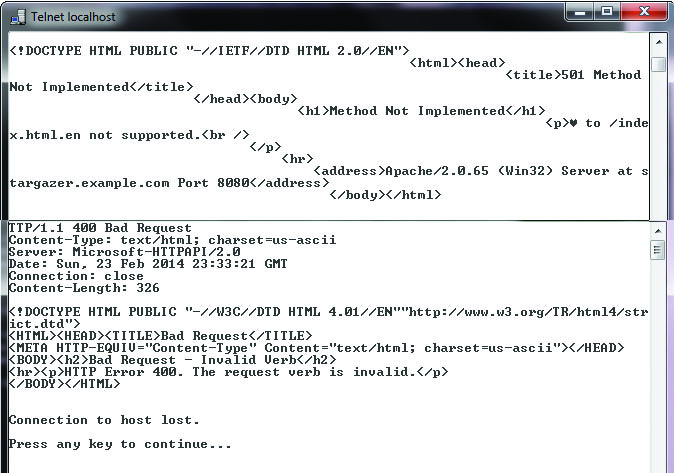 Telnet localhost
<!DOCTYPE HTML PUBLIC "-//IETF//DTD HTML 2.0//EN">
<html><head>
<title>501 Method
Not Implemented</title>
</head><body>
<h1>Method Not Implemented</h1>
<p>♥ to /inde
x.html.en not supported.<br />
</p>
<hr>
<address>Apache/2.0.65 (Win32) Server at s
targazer.example.com Port 8080</address>
</body></html>
TTP/1.1 400 Bad Request
Content-Type: text/html; charset=us-ascii
Server: Microsoft-HTTPAPI/2.0
Date: Sun, 23 Feb 2014 23:33:21 GMT
Connection: close
Content-Length: 326
<!DOCTYPE HTML PUBLIC "-//W3C//DTD HTML 4.01//EN""http://www.w3.org/TR/html4/str
ict.dtd">
<HTML><HEAD><TITLE>Bad Request</TITLE>
<META HTTP-EQUIV="Content-Type" Content="text/html; charset=us-ascii"></HEAD>
<BODY><h2>Bad Request - Invalid Verb</h2>
<hr><p>HTTP Error 400. The request verb is invalid.</p>
</BODY></HTML>
Connection to host lost.
Press any key to continue...